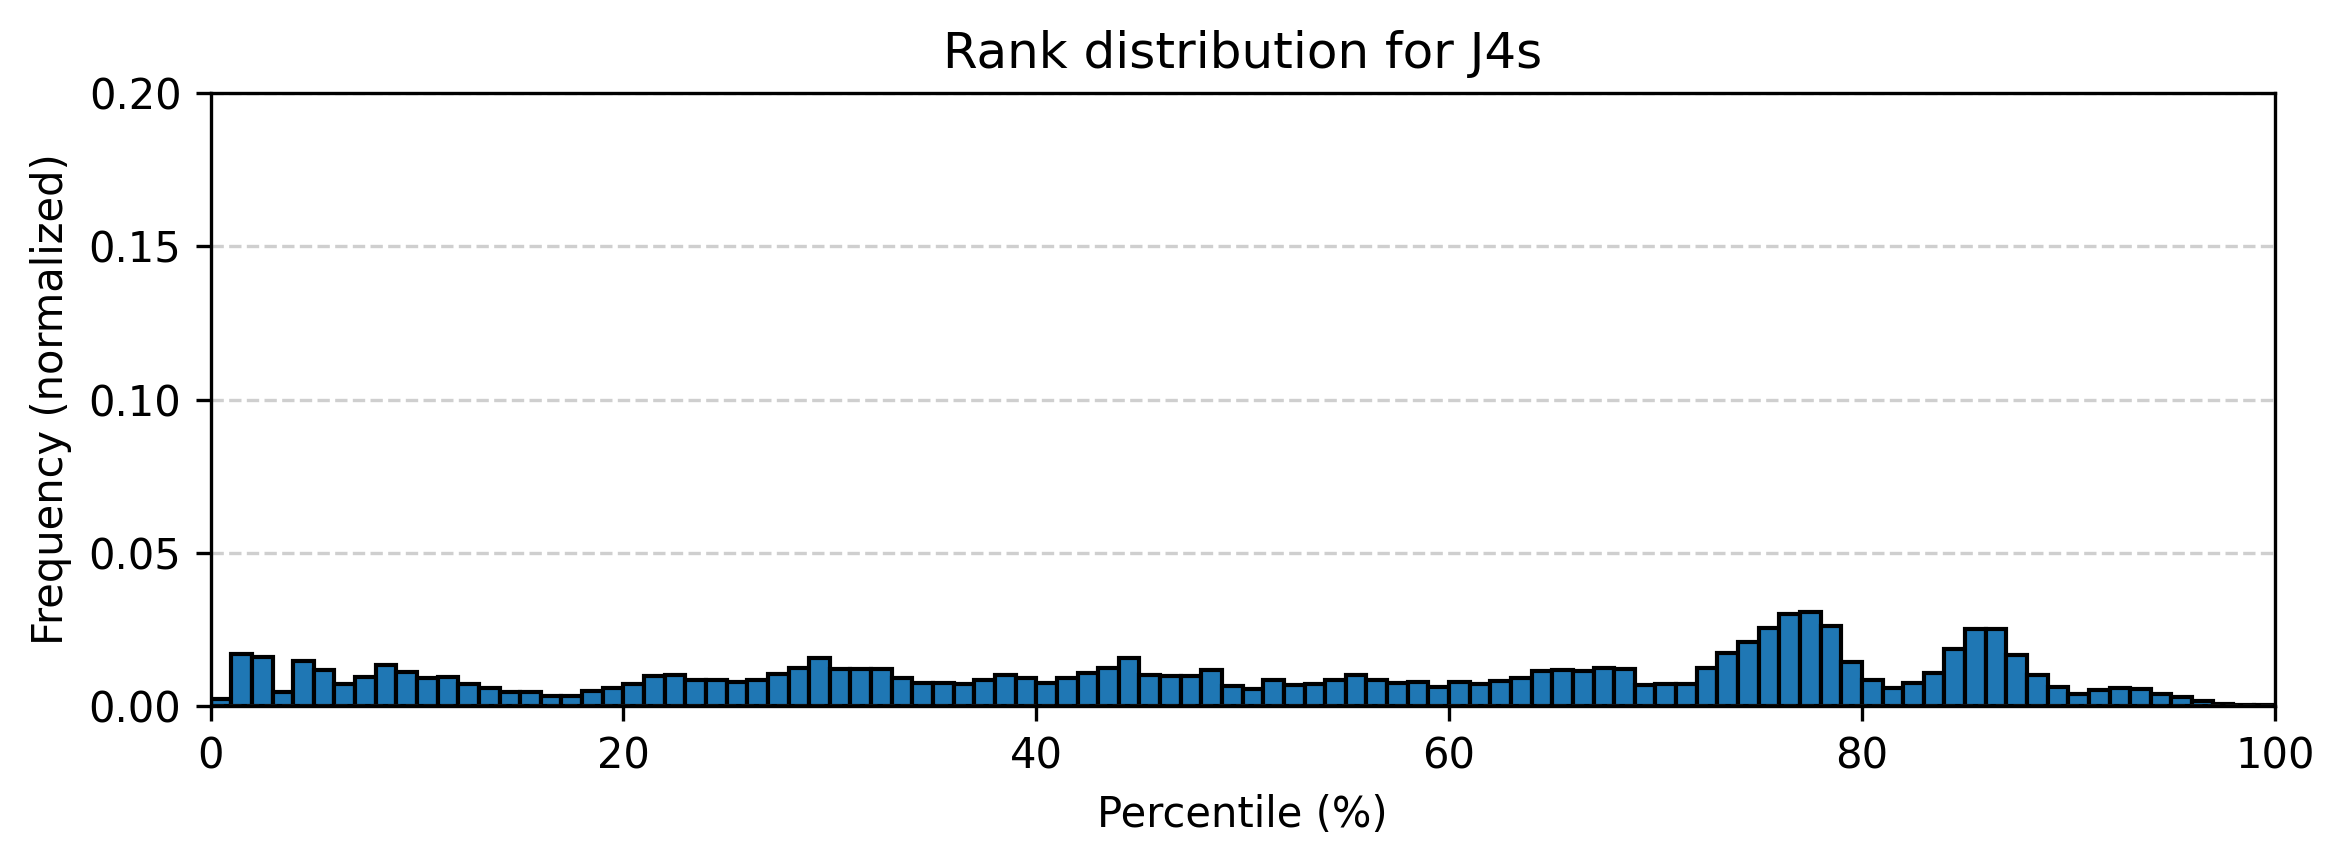 Rank distribution for J4s
Frequency (normalized)
0.20
0.15
0.10
0.05
0.00
0 20 40 60 80 100
Percentile (%)